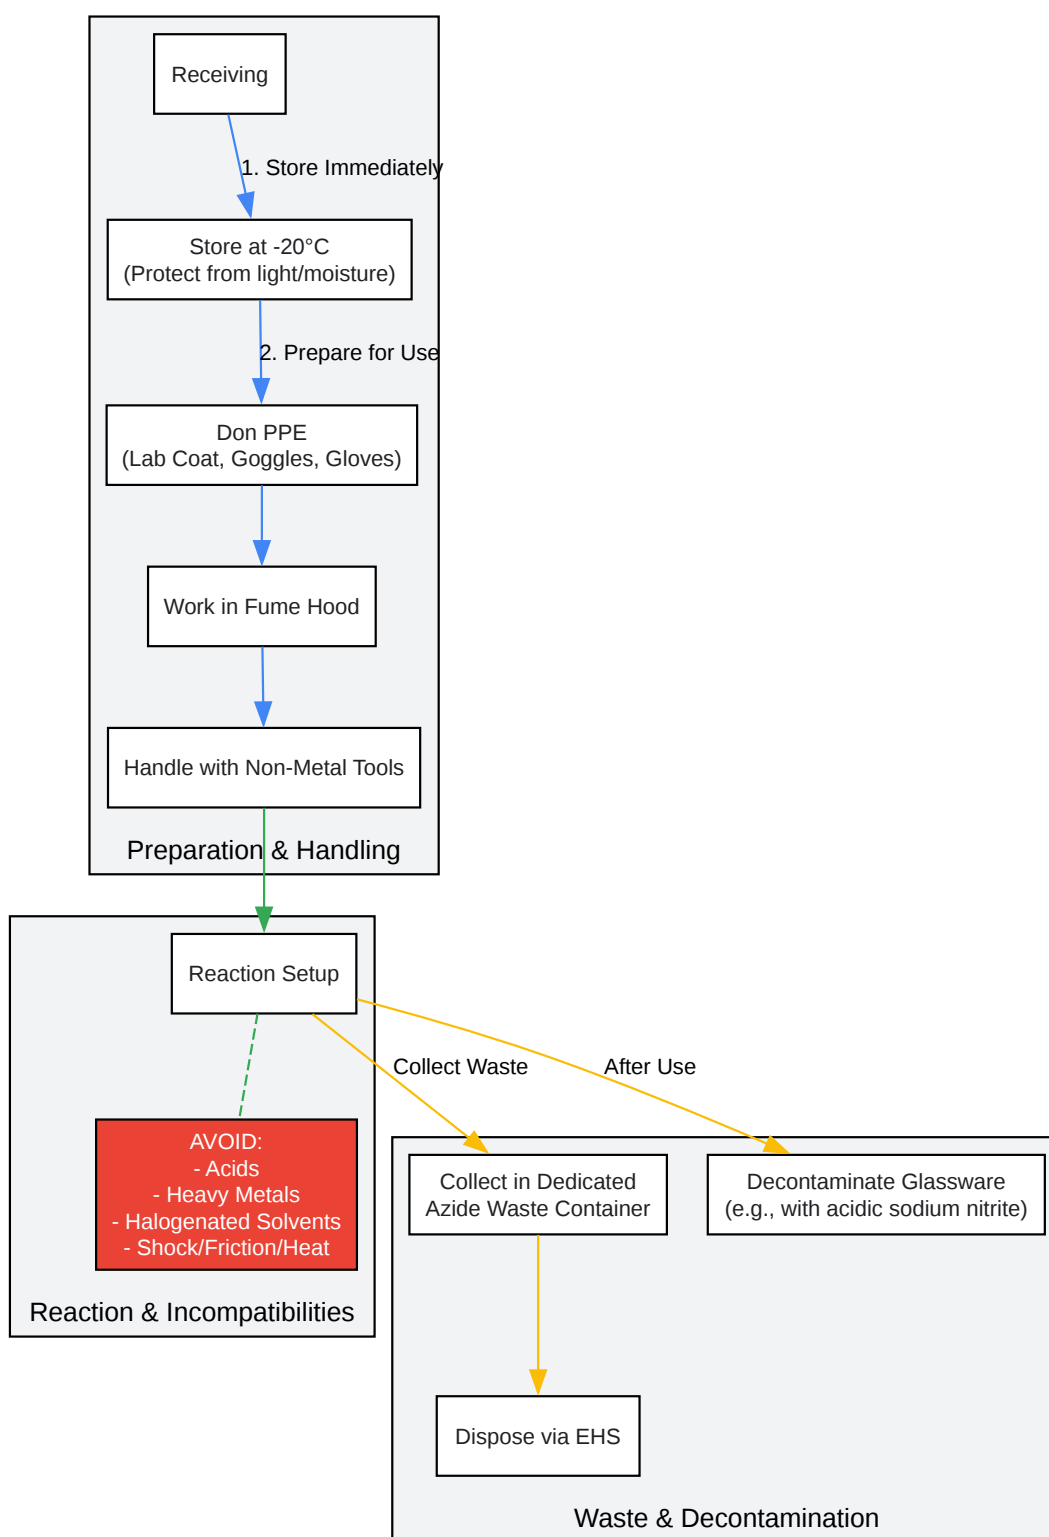 Receiving
1. Store Immediately
Store at -20°C
(Protect from light/moisture)
2. Prepare for Use
Don PPE
(Lab Coat, Goggles, Gloves)
Work in Fume Hood
Handle with Non-Metal Tools
Preparation & Handling
Reaction Setup
Collect Waste
After Use
AVOID:
- Acids
- Heavy Metals
- Halogenated Solvents
- Shock/Friction/Heat
Reaction & Incompatibilities
Collect in Dedicated
Azide Waste Container
Decontaminate Glassware
(e.g., with acidic sodium nitrite)
Dispose via EHS
Waste & Decontamination